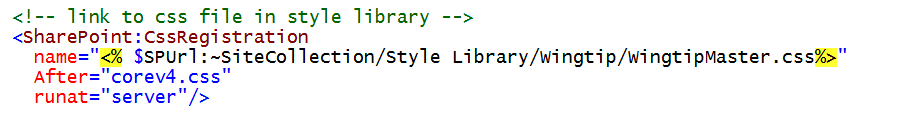 <!-- link to css file in style library -->
<SharePoint:CssRegistration
name="<% $SPUrl:~SiteCollection/Style Library/Wingtip/WingtipMaster.css%>"
After="corev4.css"
runat="server"/>